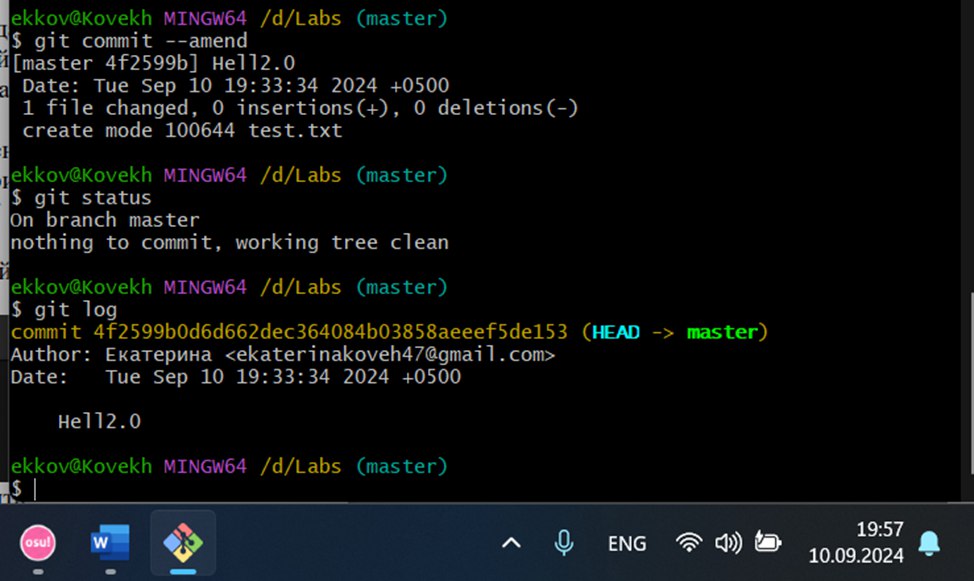 ekkov@Kovekh MINGW64 /d/Labs (master)
$ git commit --amend
[master 4f2599b] Hell2.0
 Date: Tue Sep 10 19:33:34 2024 +0500
 1 file changed, 0 insertions(+), 0 deletions(-)
 create mode 100644 test.txt
ekkov@Kovekh MINGW64 /d/Labs (master)
$ git status
On branch master
nothing to commit, working tree clean
ekkov@Kovekh MINGW64 /d/Labs (master)
$ git log
commit 4f2599b0d6d662dec364084b03858aeeef5de153 (HEAD -> master)
Author: Екатерина <ekaterinakoveh47@gmail.com>
Date:   Tue Sep 10 19:33:34 2024 +0500
    Hell2.0
ekkov@Kovekh MINGW64 /d/Labs (master)
$
osu!
W
ENG
19:57
10.09.2024